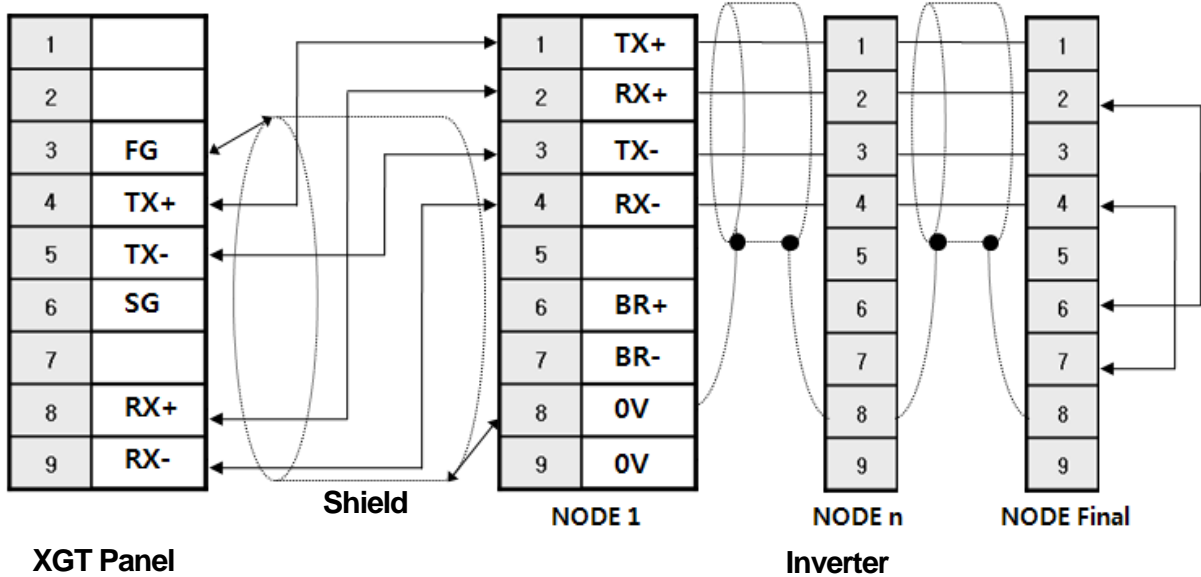 1 1 TX+ 1 1
2 2 RX+ 2 2
3 FG 3 TX- 3 3
4 TX+ 4 RX- 4 4
5 TX- 5 5 5
6 SG 6 BR+ 6 6
7 7 BR- 7 7
8 RX+ 8 0V 8 8
9 RX- 9 0V 9 9
Shield
NODE 1 NODE n NODE Final
XGT Panel Inverter